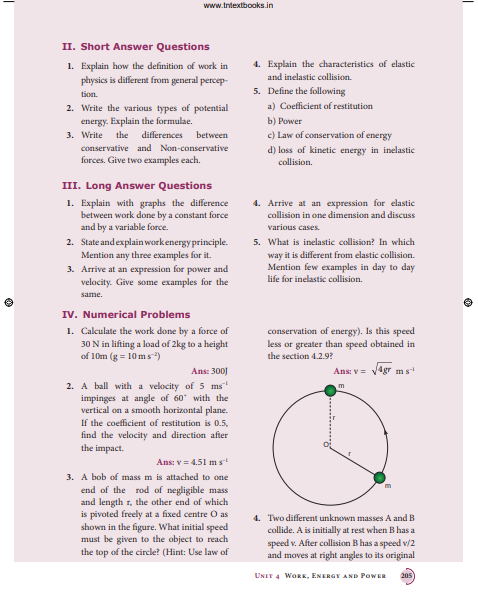 www.tntextbooks.in
II. Short Answer Questions
1. Explain how the definition of work in
physics is different from general percep-
tion.
2. Write the various types of potential
energy. Explain the formulae.
3. Write the differences between
conservative and Non-conservative
forces. Give two examples each.
4. Explain the characteristics of elastic
and inelastic collision.
5. Define the following
a) Coefficient of restitution
b) Power
c) Law of conservation of energy
d) loss of kinetic energy in inelastic
collision.
III. Long Answer Questions
1. Explain with graphs the difference
between work done by a constant force
and by a variable force.
2. State and explain work energy principle.
Mention any three examples for it.
3. Arrive at an expression for power and
velocity. Give some examples for the
same.
4. Arrive at an expression for elastic
collision in one dimension and discuss
various cases.
5. What is inelastic collision? In which
way it is different from elastic collision.
Mention few examples in day to day
life for inelastic collision.
IV. Numerical Problems
1. Calculate the work done by a force of
30 N in lifting a load of 2kg to a height
of 10m (g = 10 m s⁻²)
Ans: 300J
2. A ball with a velocity of 5 ms⁻¹
impinges at angle of 60˚ with the
vertical on a smooth horizontal plane.
If the coefficient of restitution is 0.5,
find the velocity and direction after
the impact.
Ans: v = 4.51 m s⁻¹
3. A bob of mass m is attached to one
end of the rod of negligible mass
and length r, the other end of which
is pivoted freely at a fixed centre O as
shown in the figure. What initial speed
must be given to the object to reach
the top of the circle? (Hint: Use law of
conservation of energy). Is this speed
less or greater than speed obtained in
the section 4.2.9?
Ans: v = √4gr m s⁻¹
m
r
O
r
m
4. Two different unknown masses A and B
collide. A is initially at rest when B has a
speed v. After collision B has a speed v/2
and moves at right angles to its original
UNIT 4 WORK, ENERGY AND POWER 205